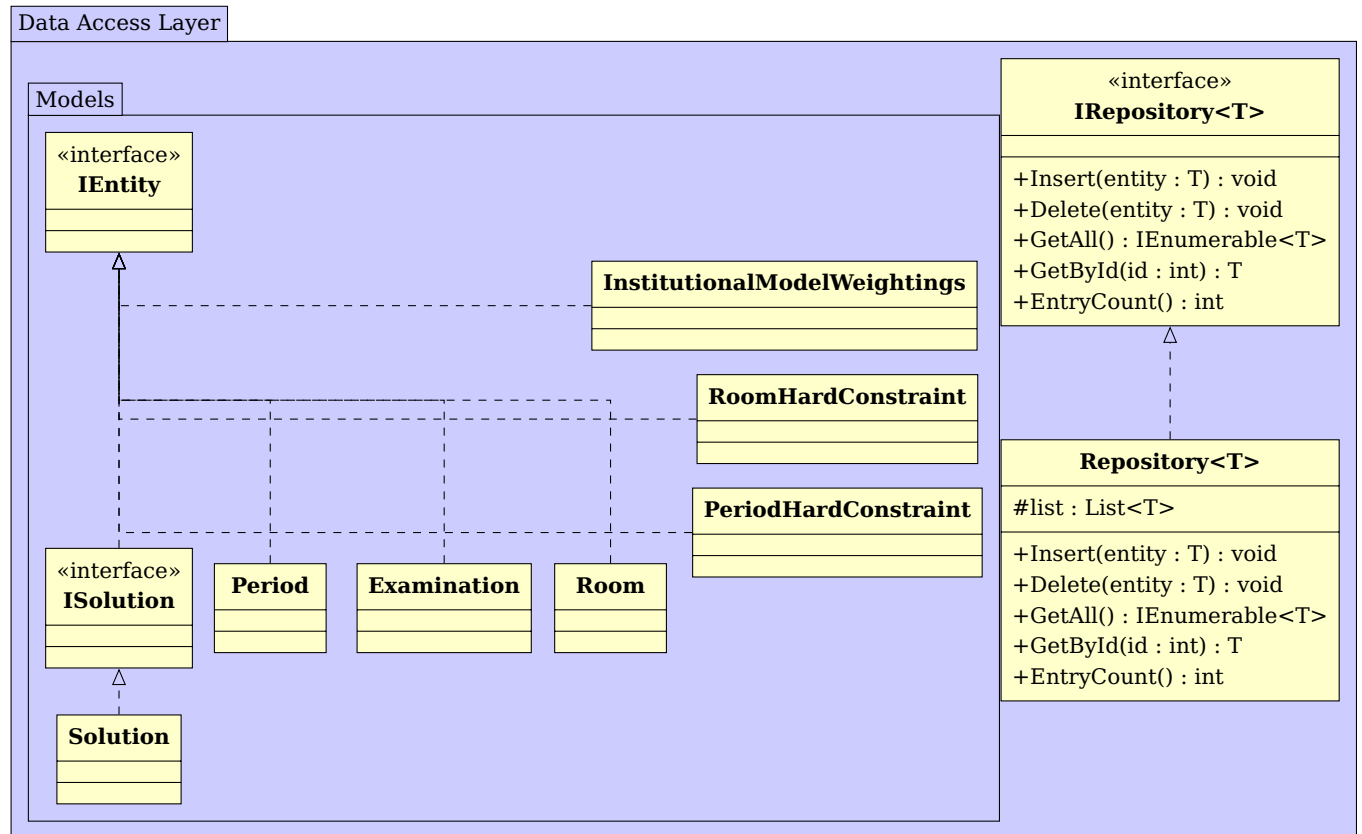 Data Access Layer
Models
«interface»
IEntity
InstitutionalModelWeightings
RoomHardConstraint
PeriodHardConstraint
«interface»
ISolution
Period
Examination
Room
Solution
«interface»
IRepository<T>
+Insert(entity : T) : void
+Delete(entity : T) : void
+GetAll() : IEnumerable<T>
+GetById(id : int) : T
+EntryCount() : int
Repository<T>
#list : List<T>
+Insert(entity : T) : void
+Delete(entity : T) : void
+GetAll() : IEnumerable<T>
+GetById(id : int) : T
+EntryCount() : int